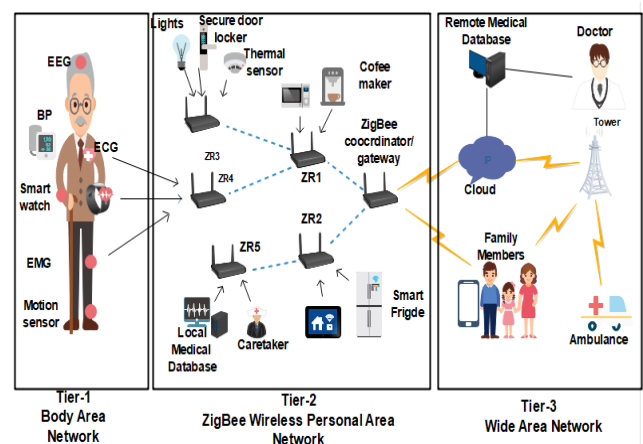 EEG
BP
ECG
Smart
watch
EMG
Motion
sensor
Tier-1
Body Area
Network
Lights
Secure door
locker
Thermal
sensor
Cofee
maker
ZigBee
coocrdinator/
gateway
ZR3
ZR4
ZR1
ZR2
ZR5
Local
Medical
Database
Caretaker
Smart
Frigde
Tier-2
ZigBee Wireless Personal Area
Network
Remote Medical
Database
Doctor
Tower
IP
Cloud
Family
Members
Ambulance
Tier-3
Wide Area Network